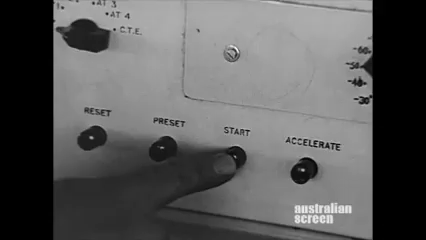 AT 3
AT 4
C.T.E.
-60
-50
-40
-30
RESET
PRESET
START
ACCELERATE
australian
screen